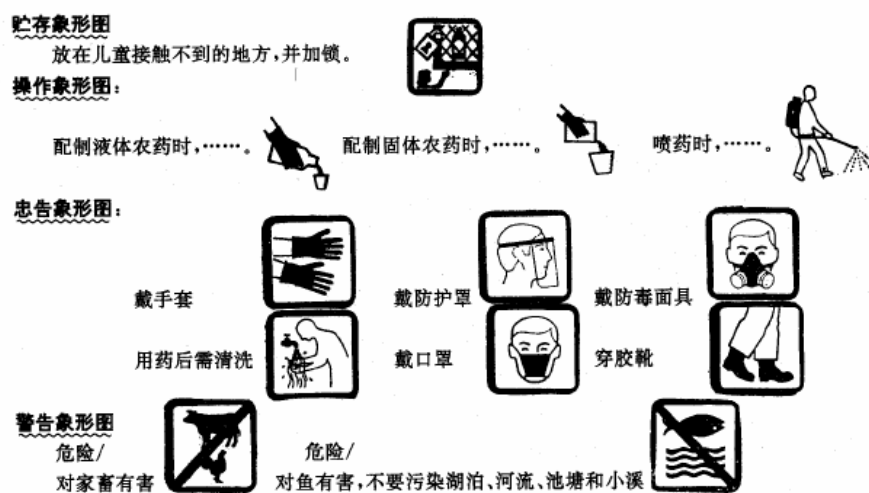 贮存象形图
放在儿童接触不到的地方,并加锁。
操作象形图:
配制液体农药时,……。 配制固体农药时,……。 喷药时,……。
忠告象形图:
戴手套 戴防护罩 戴防毒面具
用药后需清洗 戴口罩 穿胶靴
警告象形图
危险/ 危险/
对家畜有害 对鱼有害,不要污染湖泊、河流、池塘和小溪